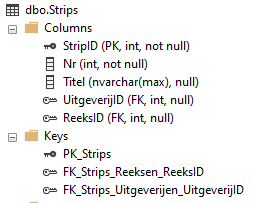 dbo.Strips
Columns
StripID (PK, int, not null)
Nr (int, not null)
Titel (nvarchar(max), null)
UitgeverijID (FK, int, null)
ReeksID (FK, int, null)
Keys
PK_Strips
FK_Strips_Reeksen_ReeksID
FK_Strips_Uitgeverijen_UitgeverijID